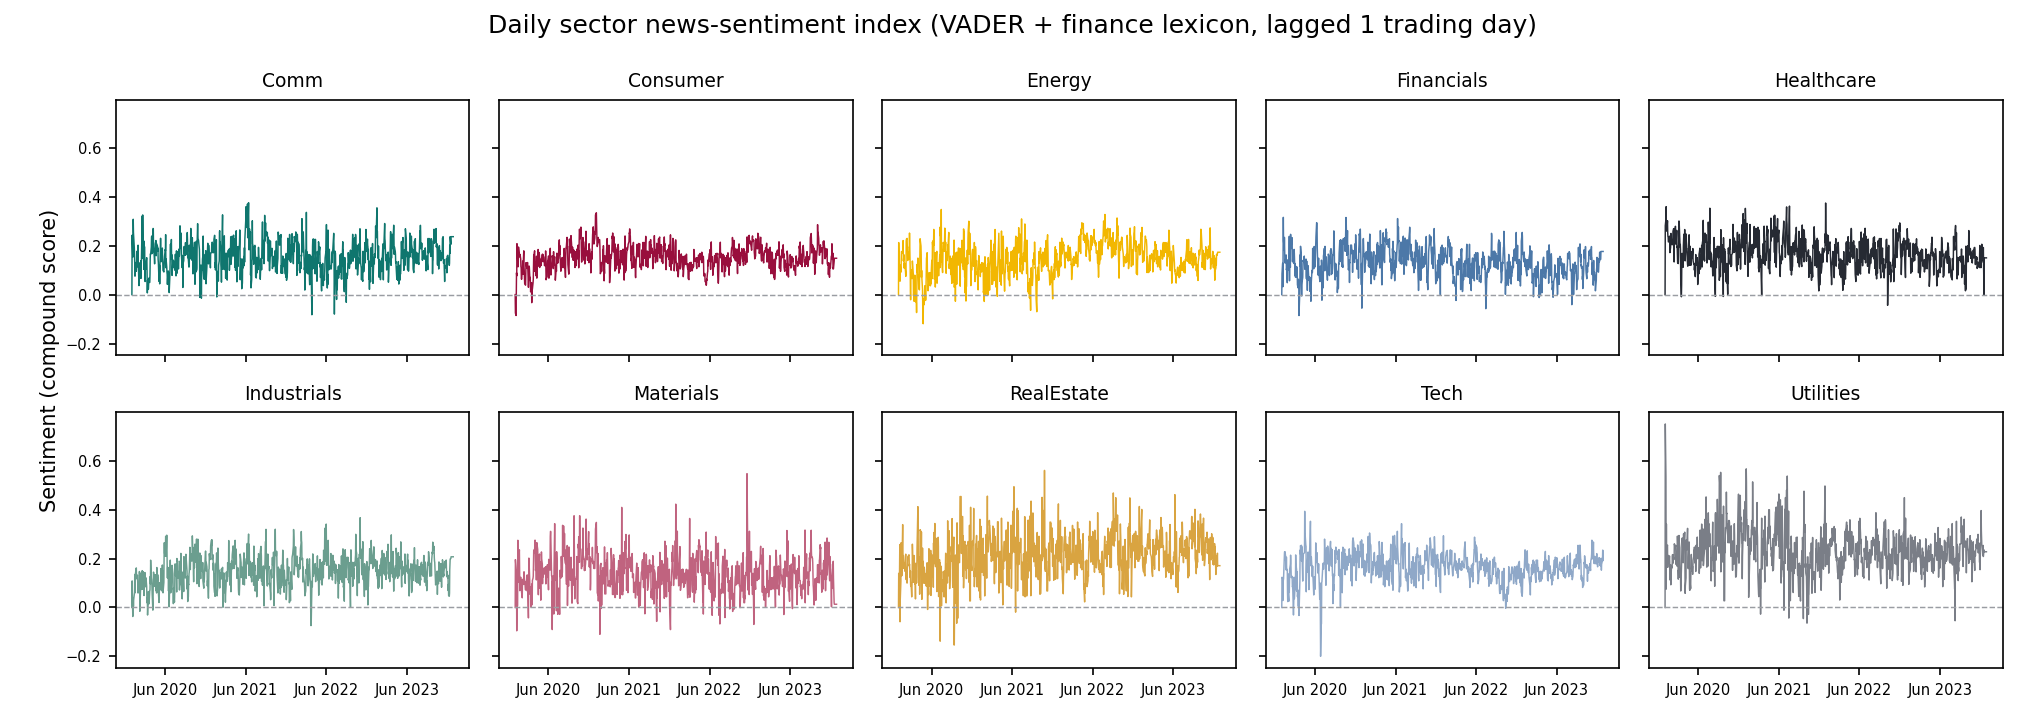 Daily sector news-sentiment index (VADER + finance lexicon, lagged 1 trading day)
Sentiment (compound score)
Comm
Consumer
Energy
Financials
Healthcare
0.6
0.4
0.2
0.0
−0.2
Industrials
Materials
RealEstate
Tech
Utilities
0.6
0.4
0.2
0.0
−0.2
Jun 2020 Jun 2021 Jun 2022 Jun 2023
Jun 2020 Jun 2021 Jun 2022 Jun 2023
Jun 2020 Jun 2021 Jun 2022 Jun 2023
Jun 2020 Jun 2021 Jun 2022 Jun 2023
Jun 2020 Jun 2021 Jun 2022 Jun 2023